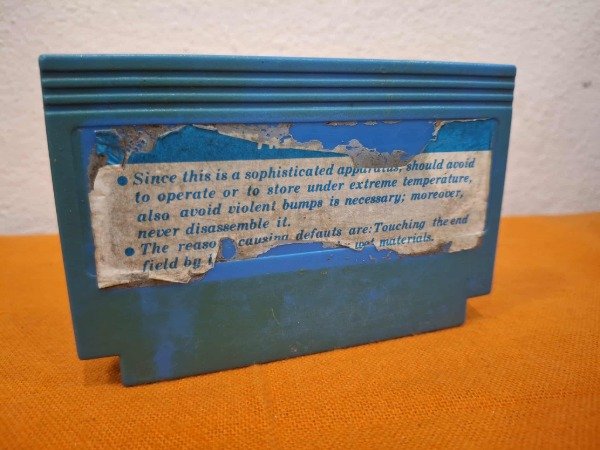 • Since this is a sophisticated apparatus, should avoid
to operate or to store under extreme temperature,
also avoid violent bumps is necessary; moreover,
never disassemble it.
• The reason causing defauts are: Touching the end
field by materials.